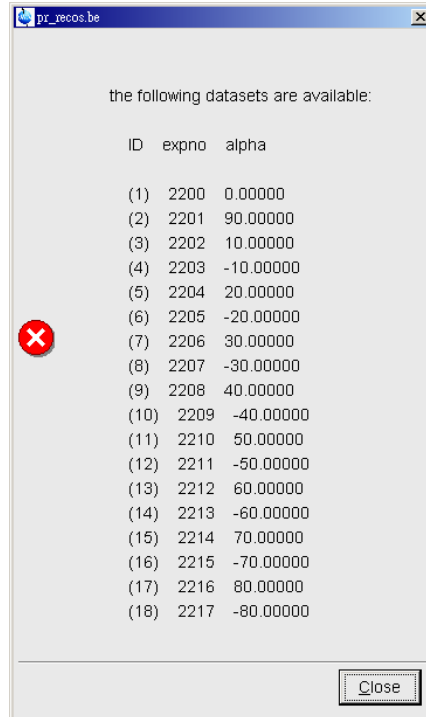 pr_recos.be
the following datasets are available:
ID expno alpha
(1) 2200 0.00000
(2) 2201 90.00000
(3) 2202 10.00000
(4) 2203 -10.00000
(5) 2204 20.00000
(6) 2205 -20.00000
(7) 2206 30.00000
(8) 2207 -30.00000
(9) 2208 40.00000
(10) 2209 -40.00000
(11) 2210 50.00000
(12) 2211 -50.00000
(13) 2212 60.00000
(14) 2213 -60.00000
(15) 2214 70.00000
(16) 2215 -70.00000
(17) 2216 80.00000
(18) 2217 -80.00000
Close